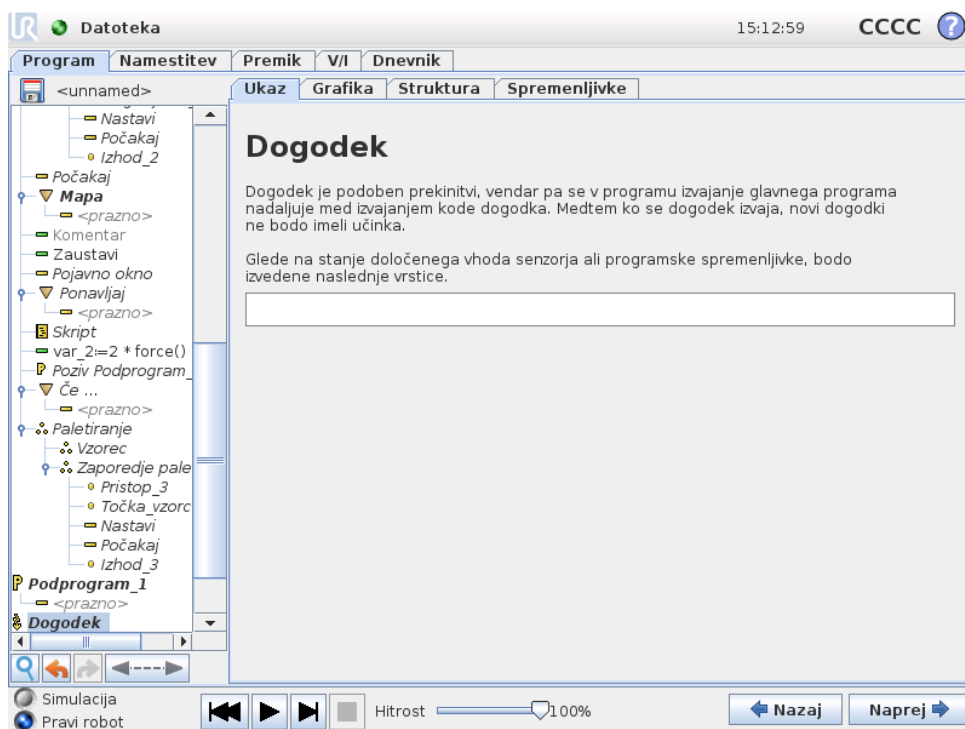 UR Datoteka 15:12:59 CCCC ?
Program Namestitev Premik V/I Dnevnik
<unnamed>
Ukaz Grafika Struktura Spremenljivke
Nastavi
Počakaj
Izhod_2
Počakaj
Mapa
<prazno>
Komentar
Zaustavi
Pojavno okno
Ponavljaj
<prazno>
Skript
var_2:=2 * force()
Poziv Podprogram_
Če ...
<prazno>
Paletiranje
Vzorec
Zaporedje pale
Pristop_3
Točka_vzorc
Nastavi
Počakaj
Izhod_3
Podprogram_1
<prazno>
Dogodek
Dogodek
Dogodek je podoben prekinitvi, vendar pa se v programu izvajanje glavnega programa
nadaljuje med izvajanjem kode dogodka. Medtem ko se dogodek izvaja, novi dogodki
ne bodo imeli učinka.
Glede na stanje določenega vhoda senzorja ali programske spremenljivke, bodo
izvedene naslednje vrstice.
Simulacija
Pravi robot
Hitrost 100%
Nazaj Naprej